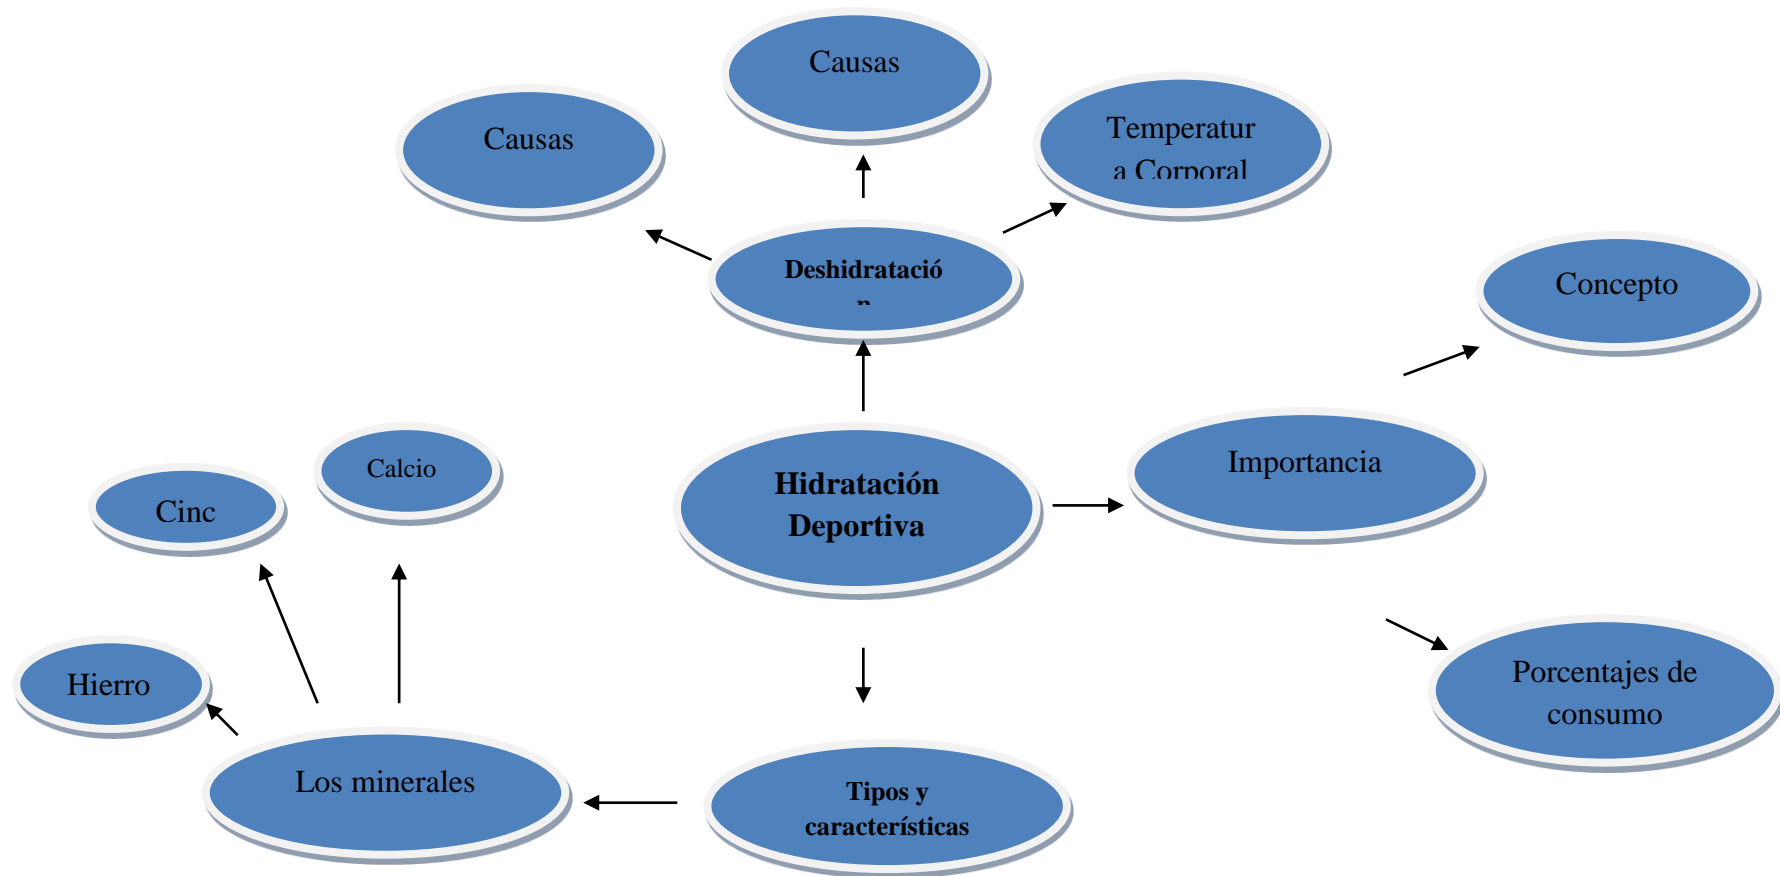 Causas
Causas
Temperatur
a Corporal
Deshidratació
n
Concepto
Importancia
Hidratación
Deportiva
Calcio
Cinc
Hierro
Porcentajes de
consumo
Los minerales
Tipos y
características